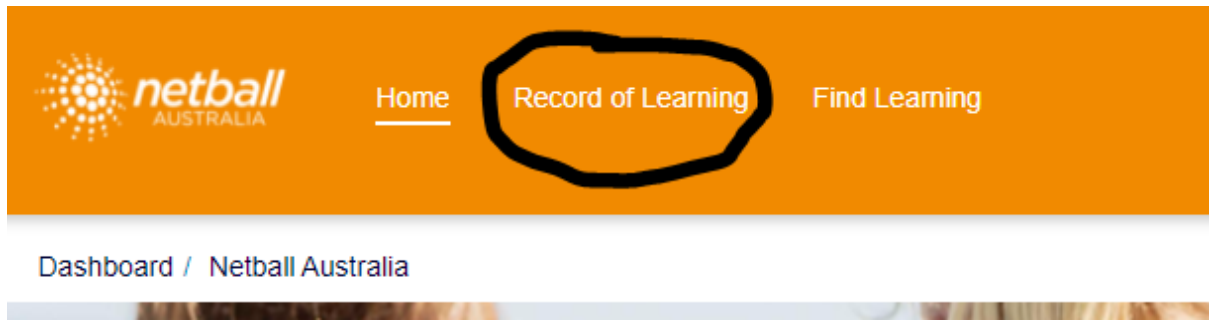 netball
AUSTRALIA
Home Record of Learning Find Learning
Dashboard / Netball Australia